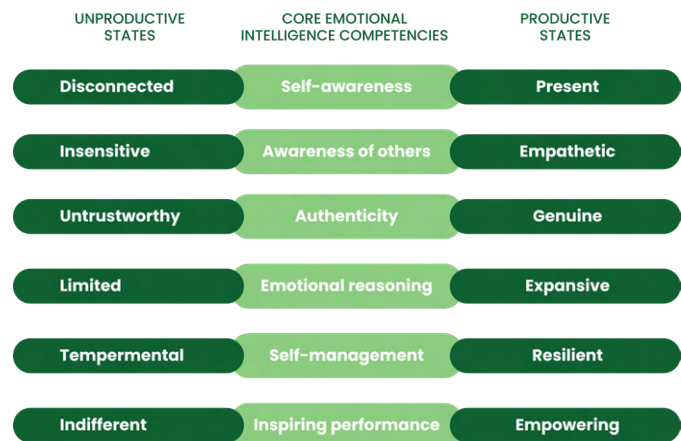 UNPRODUCTIVE STATES
CORE EMOTIONAL INTELLIGENCE COMPETENCIES
PRODUCTIVE STATES
Disconnected Self-awareness Present
Insensitive Awareness of others Empathetic
Untrustworthy Authenticity Genuine
Limited Emotional reasoning Expansive
Tempermental Self-management Resilient
Indifferent Inspiring performance Empowering